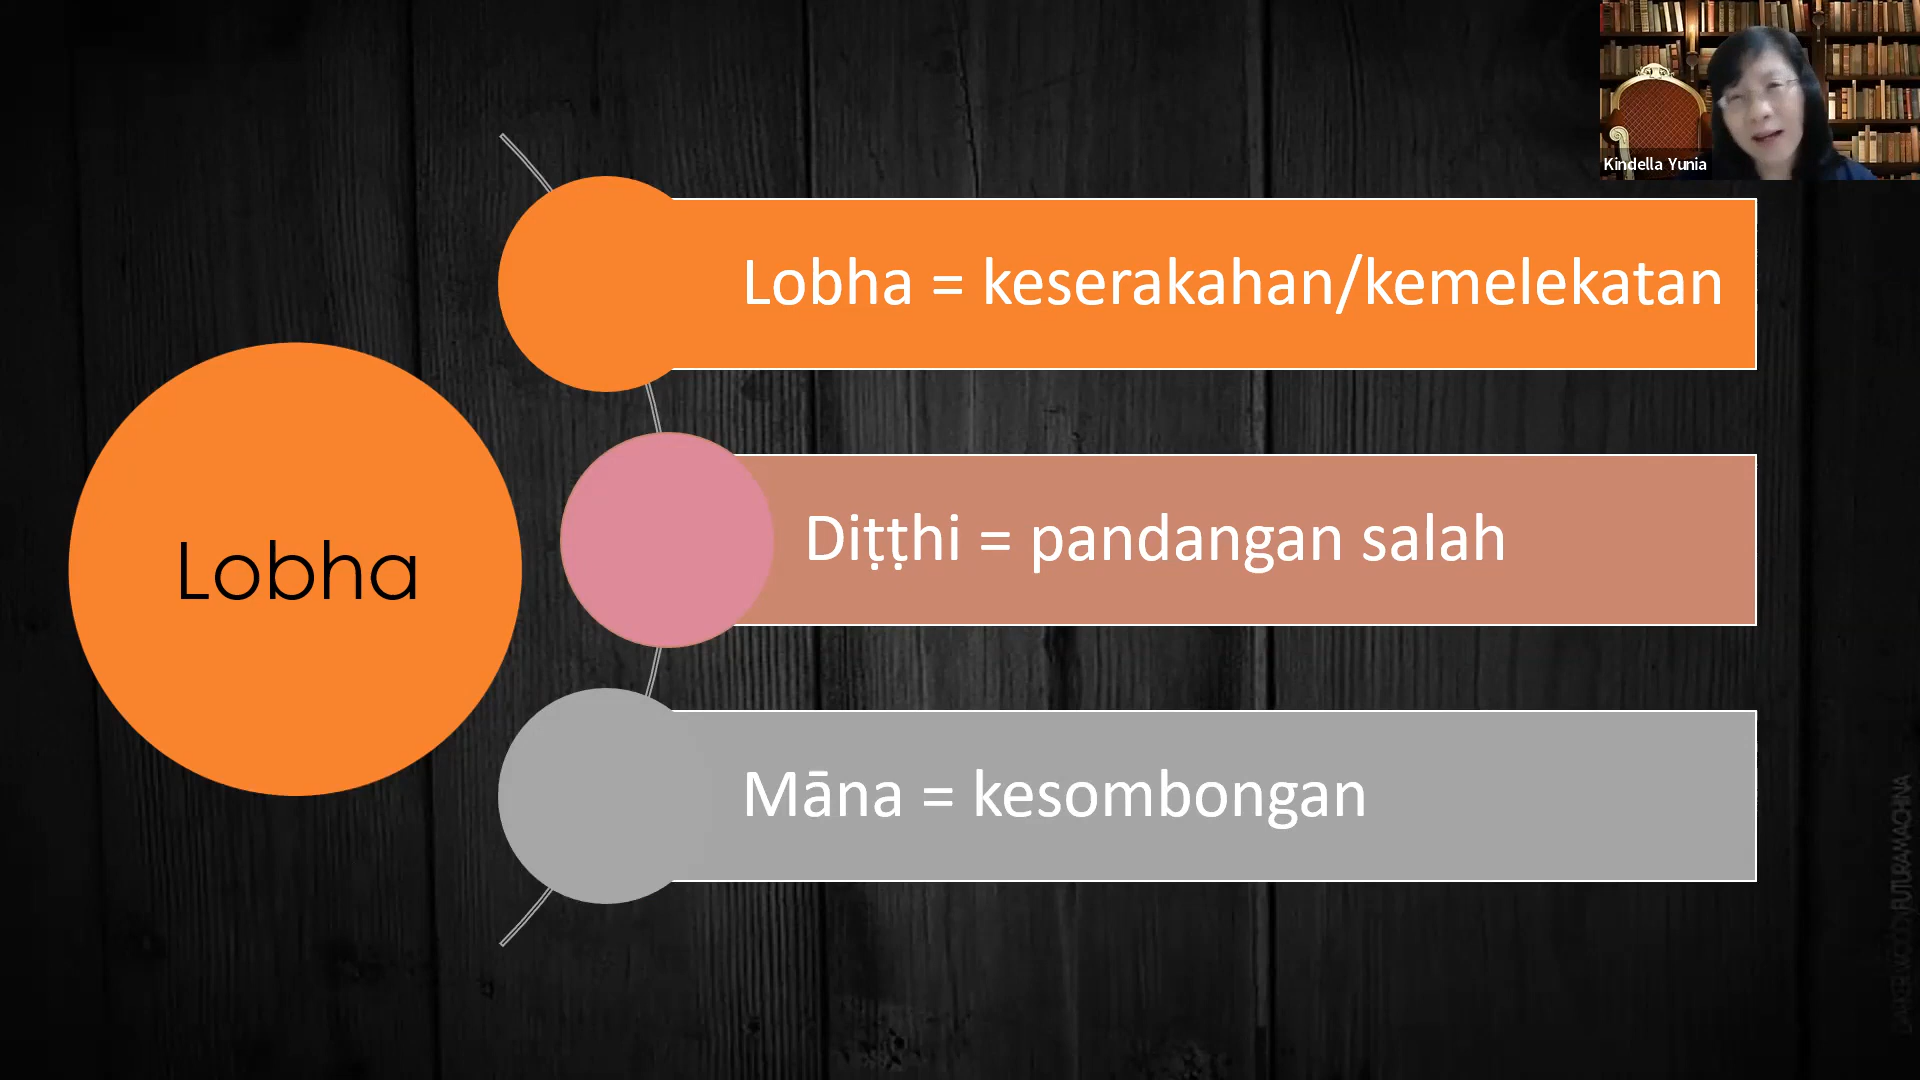 Kindella Yunia
Lobha = keserakahan/kemelekatan
Lobha
Diṭṭhi = pandangan salah
Māna = kesombongan